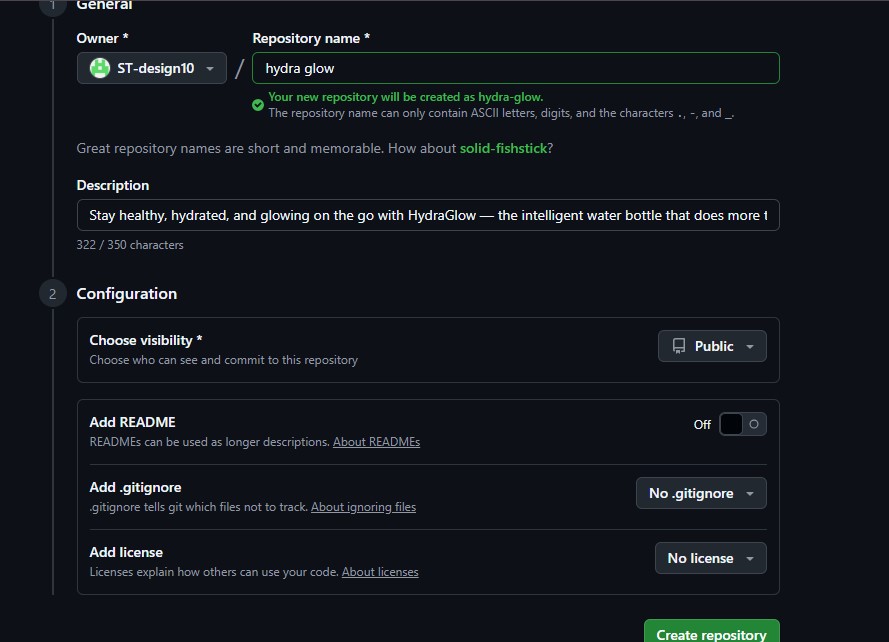 1 General
Owner *
Repository name *
ST-design10 / hydra glow
Your new repository will be created as hydra-glow.
The repository name can only contain ASCII letters, digits, and the characters ., -, and _.
Great repository names are short and memorable. How about solid-fishstick?
Description
Stay healthy, hydrated, and glowing on the go with HydraGlow — the intelligent water bottle that does more t
322 / 350 characters
2 Configuration
Choose visibility *
Choose who can see and commit to this repository
Public
Add README
READMEs can be used as longer descriptions. About READMEs
Off
Add .gitignore
.gitignore tells git which files not to track. About ignoring files
No .gitignore
Add license
Licenses explain how others can use your code. About licenses
No license
Create repository